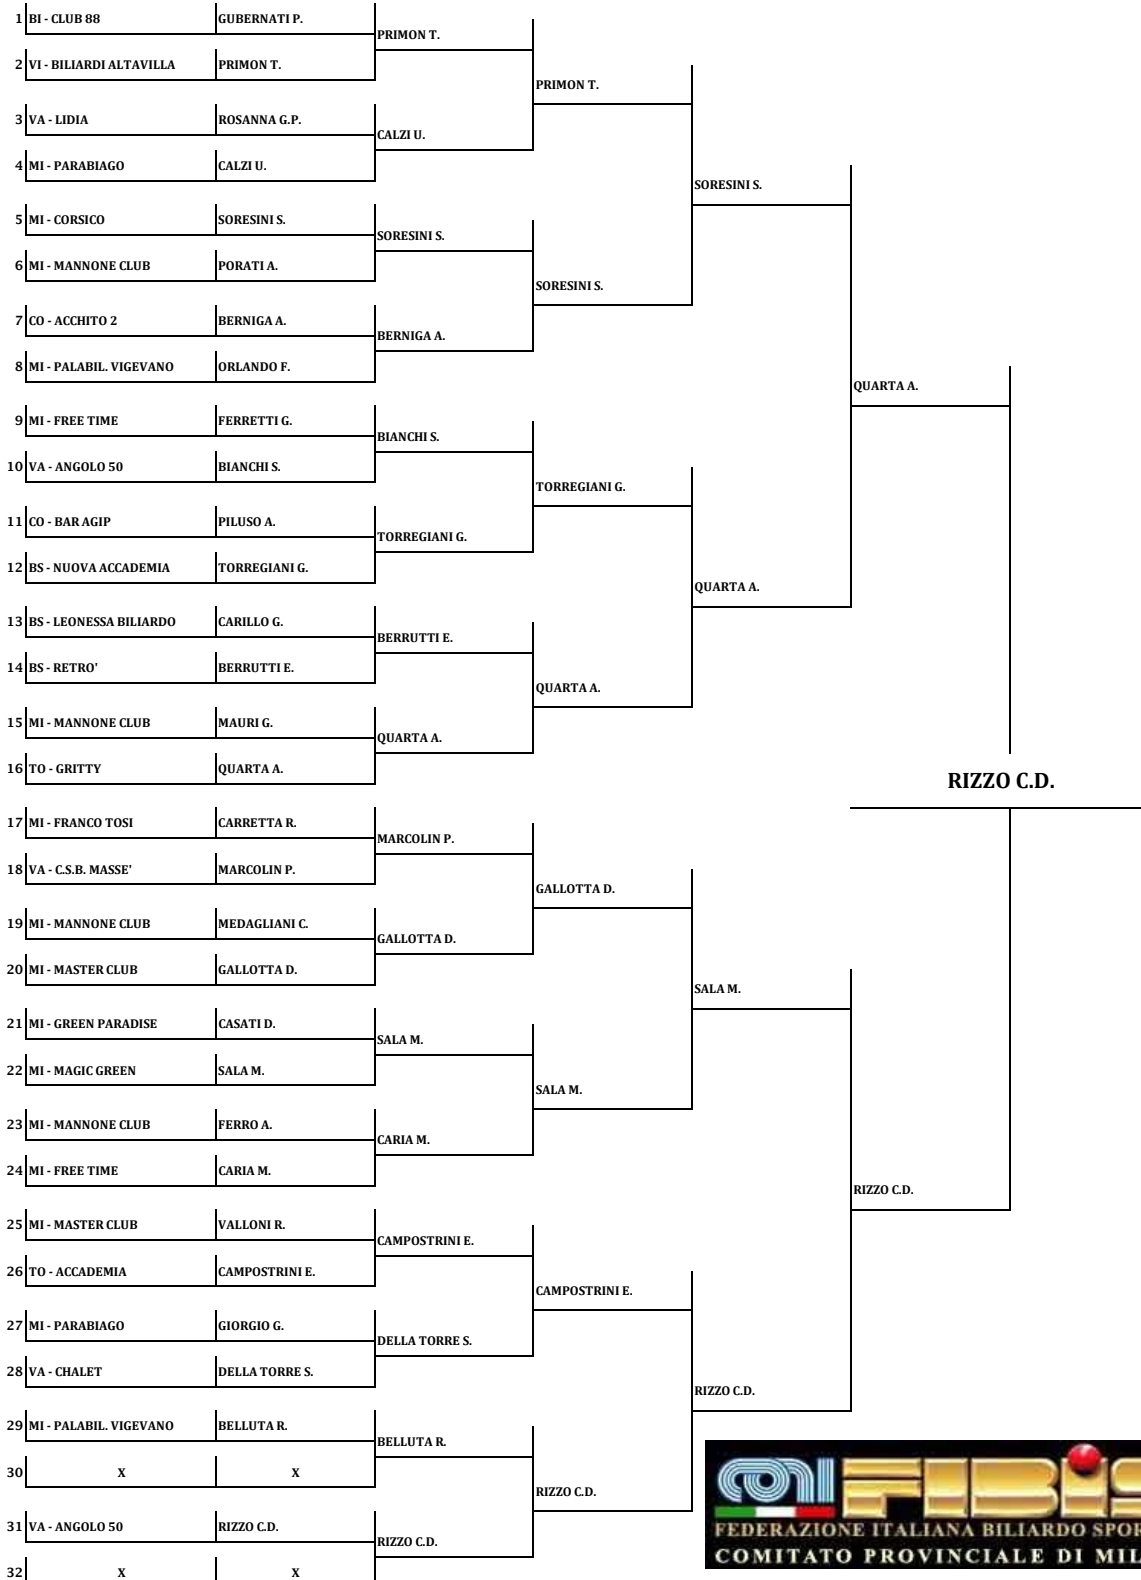 1 BI - CLUB 88 GUBERNATI P.
PRIMON T.
2 VI - BILIARDI ALTAVILLA PRIMON T.
PRIMON T.
3 VA - LIDIA ROSANNA G.P.
CALZI U.
4 MI - PARABIAGO CALZI U.
SORESINI S.
5 MI - CORSICO SORESINI S.
SORESINI S.
6 MI - MANNONE CLUB PORATI A.
SORESINI S.
7 CO - ACCHITO 2 BERNIGA A.
BERNIGA A.
8 MI - PALABIL. VIGEVANO ORLANDO F.
QUARTA A.
9 MI - FREE TIME FERRETTI G.
BIANCHI S.
10 VA - ANGOLO 50 BIANCHI S.
TORREGIANI G.
11 CO - BAR AGIP PILUSO A.
TORREGIANI G.
12 BS - NUOVA ACCADEMIA TORREGIANI G.
QUARTA A.
13 BS - LEONESSA BILIARDO CARILLO G.
BERRUTTI E.
14 BS - RETRO' BERRUTTI E.
QUARTA A.
15 MI - MANNONE CLUB MAURI G.
QUARTA A.
16 TO - GRITTY QUARTA A.
RIZZO C.D.
17 MI - FRANCO TOSI CARRETTA R.
MARCOLIN P.
18 VA - C.S.B. MASSE' MARCOLIN P.
GALLOTTA D.
19 MI - MANNONE CLUB MEDAGLIANI C.
GALLOTTA D.
20 MI - MASTER CLUB GALLOTTA D.
SALA M.
21 MI - GREEN PARADISE CASATI D.
SALA M.
22 MI - MAGIC GREEN SALA M.
SALA M.
23 MI - MANNONE CLUB FERRO A.
CARIA M.
24 MI - FREE TIME CARIA M.
RIZZO C.D.
25 MI - MASTER CLUB VALLONI R.
CAMPOSTRINI E.
26 TO - ACCADEMIA CAMPOSTRINI E.
CAMPOSTRINI E.
27 MI - PARABIAGO GIORGIO G.
DELLA TORRE S.
28 VA - CHALET DELLA TORRE S.
RIZZO C.D.
29 MI - PALABIL. VIGEVANO BELLUTA R.
BELLUTA R.
30 X X
RIZZO C.D.
31 VA - ANGOLO 50 RIZZO C.D.
RIZZO C.D.
32 X X
CONI FIBIS
FEDERAZIONE ITALIANA BILIARDO SPOR
COMITATO PROVINCIALE DI MIL